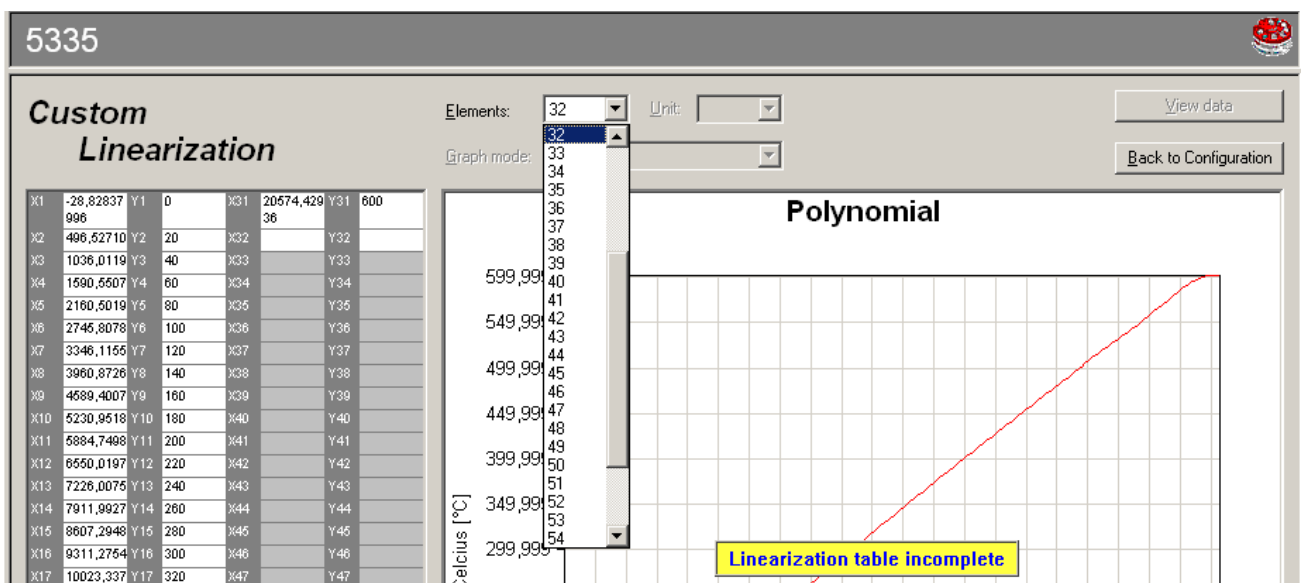 5335
Custom
Linearization
Elements: 32 Unit:
Graph mode:
View data
Back to Configuration
X1 -28,82837996 Y1 0 X31 20574,42936 Y31 600
X2 496,52710 Y2 20 X32 Y32
X3 1036,0119 Y3 40 X33 Y33
X4 1590,5507 Y4 60 X34 Y34
X5 2160,5019 Y5 80 X35 Y35
X6 2745,8078 Y6 100 X36 Y36
X7 3346,1155 Y7 120 X37 Y37
X8 3960,8726 Y8 140 X38 Y38
X9 4589,4007 Y9 160 X39 Y39
X10 5230,9518 Y10 180 X40 Y40
X11 5884,7498 Y11 200 X41 Y41
X12 6550,0197 Y12 220 X42 Y42
X13 7226,0075 Y13 240 X43 Y43
X14 7911,9927 Y14 260 X44 Y44
X15 8607,2948 Y15 280 X45 Y45
X16 9311,2754 Y16 300 X46 Y46
X17 10023,337 Y17 320 X47 Y47
32
33
34
35
36
37
38
39
40
41
42
43
44
45
46
47
48
49
50
51
52
53
54
Polynomial
599,99
549,99
499,99
449,99
399,99
349,99
299,999
Celcius [°C]
Linearization table incomplete